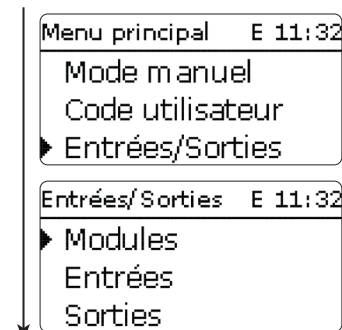 Menu principal E 11:32
Mode manuel
Code utilisateur
Entrées/Sorties
Entrées/Sorties E 11:32
Modules
Entrées
Sorties